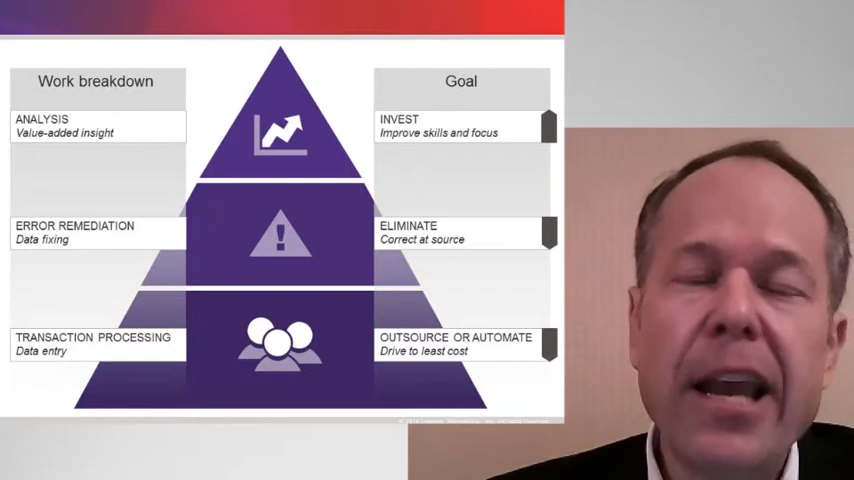 Work breakdown
Goal
ANALYSIS
Value-added insight
INVEST
Improve skills and focus
ERROR REMEDIATION
Data fixing
ELIMINATE
Correct at source
TRANSACTION PROCESSING
Data entry
OUTSOURCE OR AUTOMATE
Drive to least cost